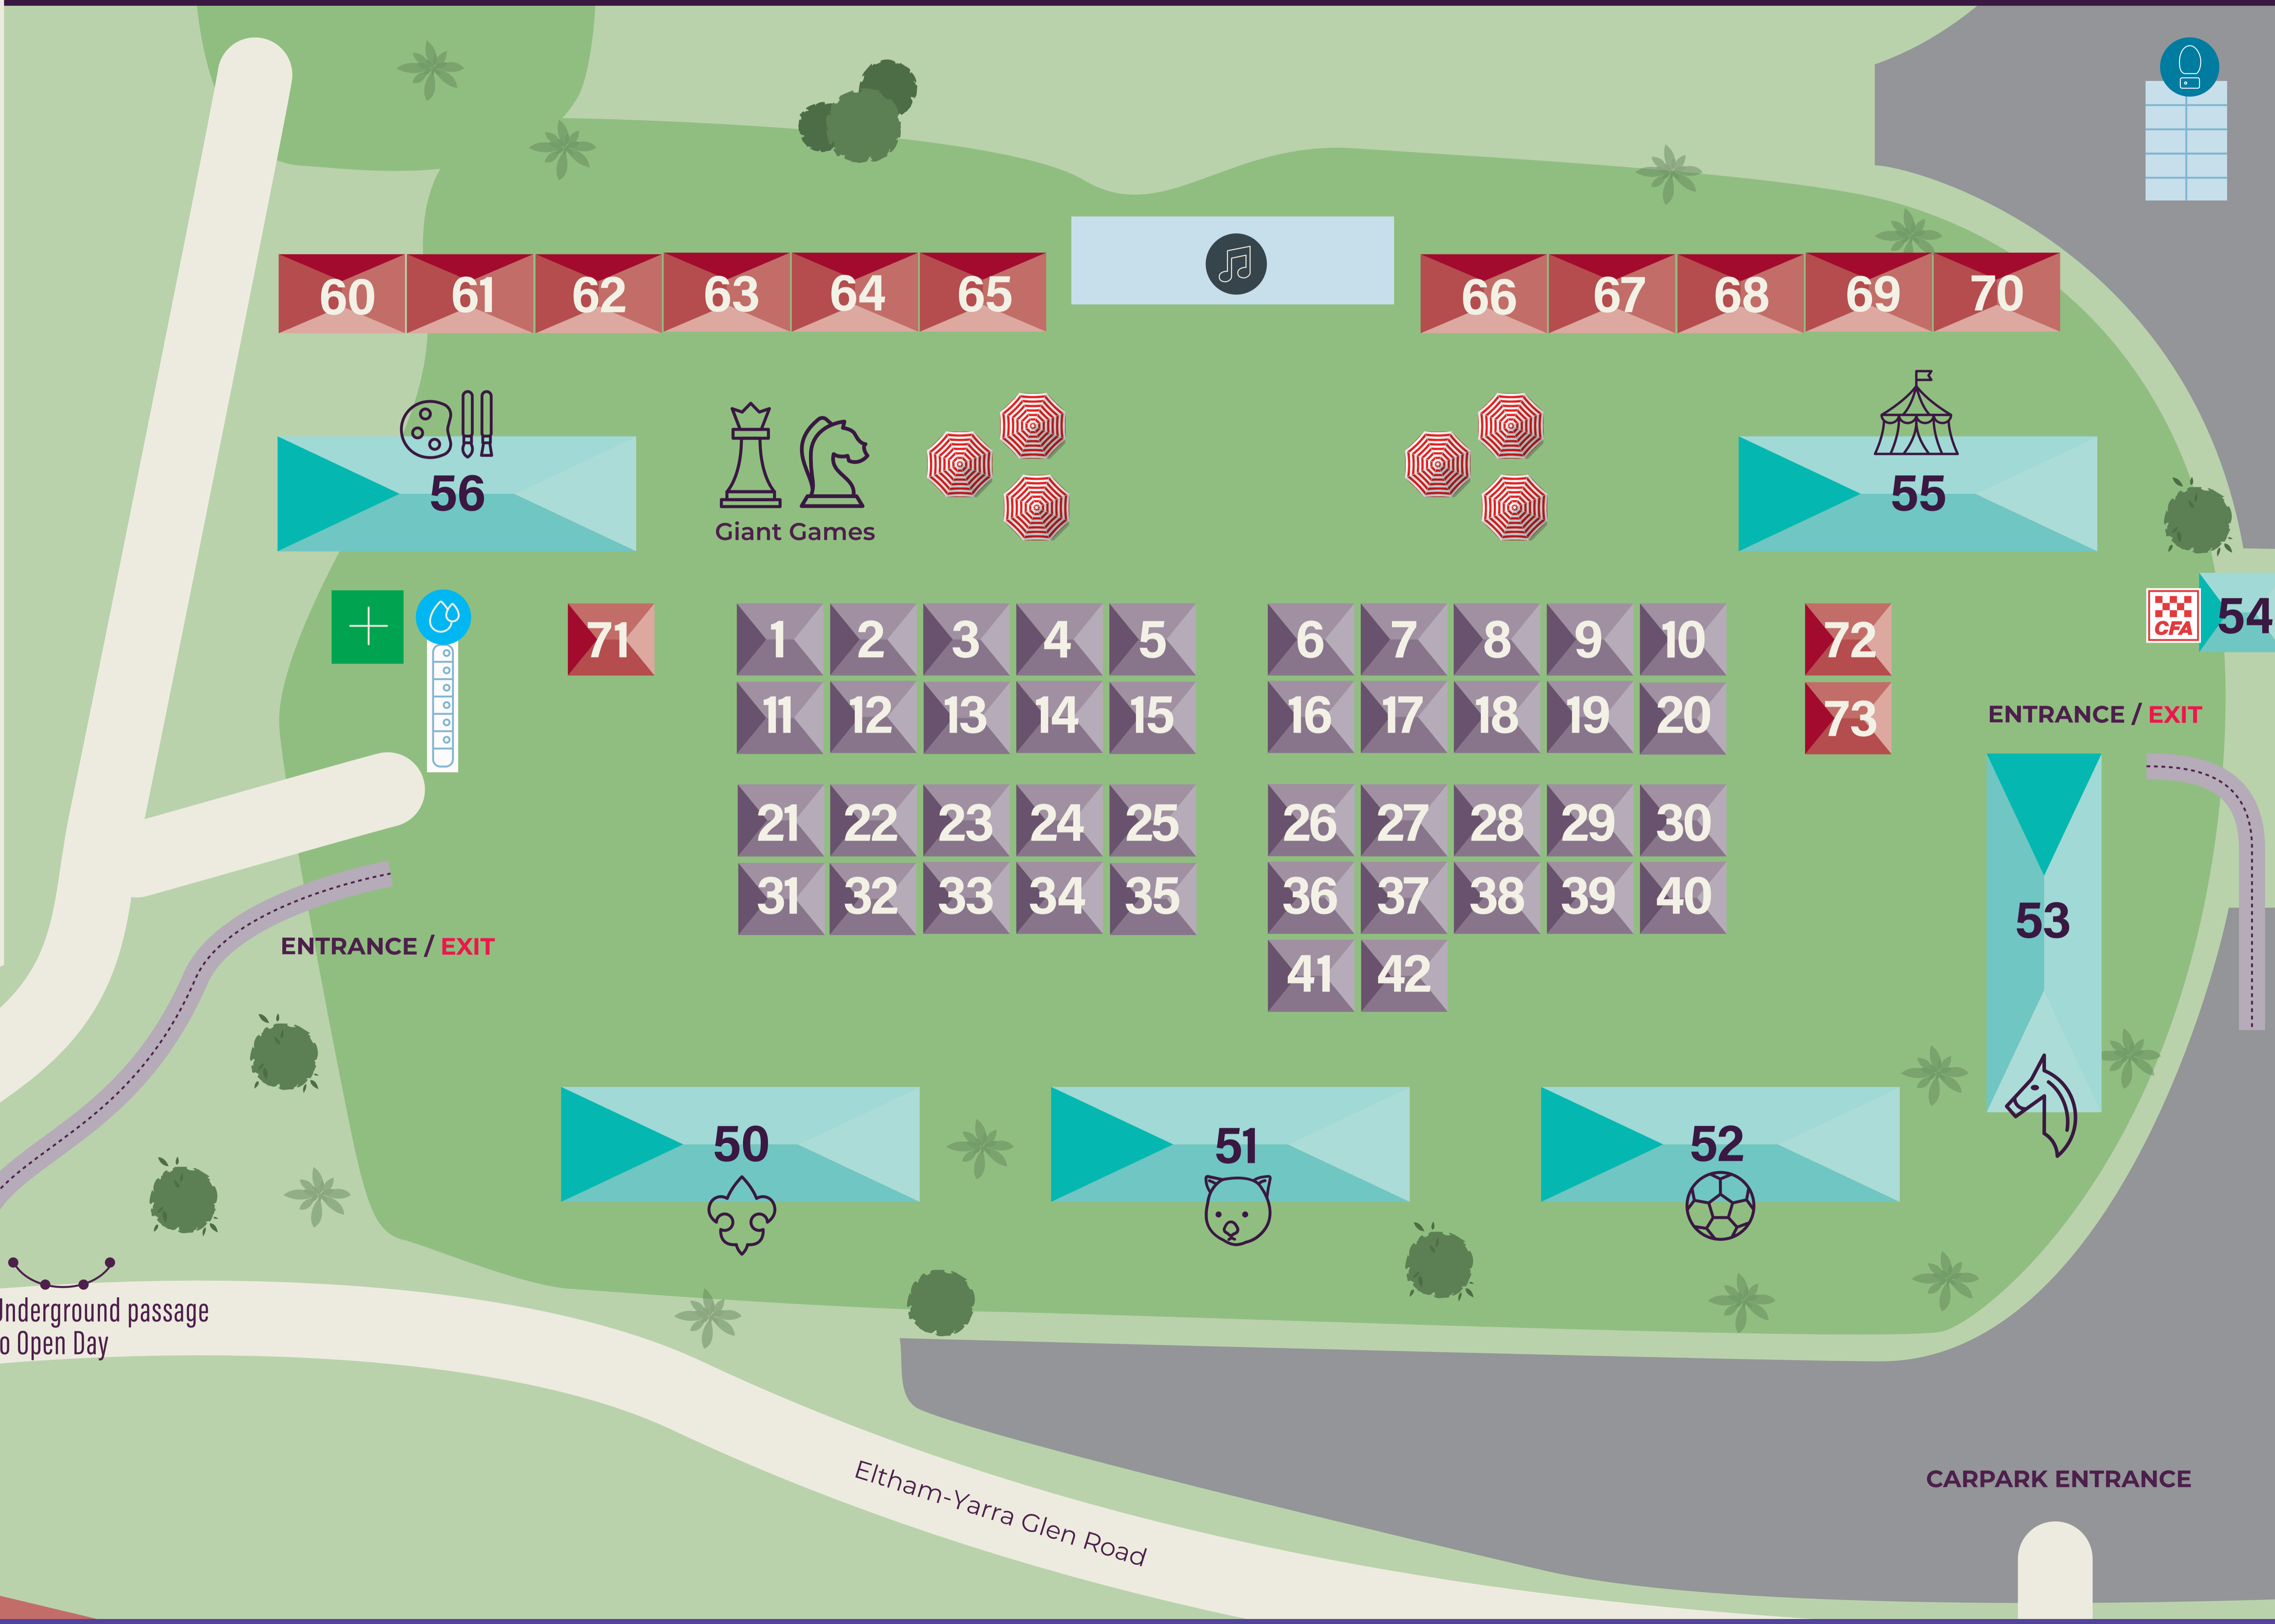 60 61 62 63 64 65 66 67 68 69 70
56
Giant Games
55
71 1 2 3 4 5 6 7 8 9 10 72 CFA 54
11 12 13 14 15 16 17 18 19 20 73
ENTRANCE / EXIT
21 22 23 24 25 26 27 28 29 30
31 32 33 34 35 36 37 38 39 40
53
ENTRANCE / EXIT
41 42
50 51 52
Underground passage
o Open Day
Eltham-Yarra Glen Road
CARPARK ENTRANCE